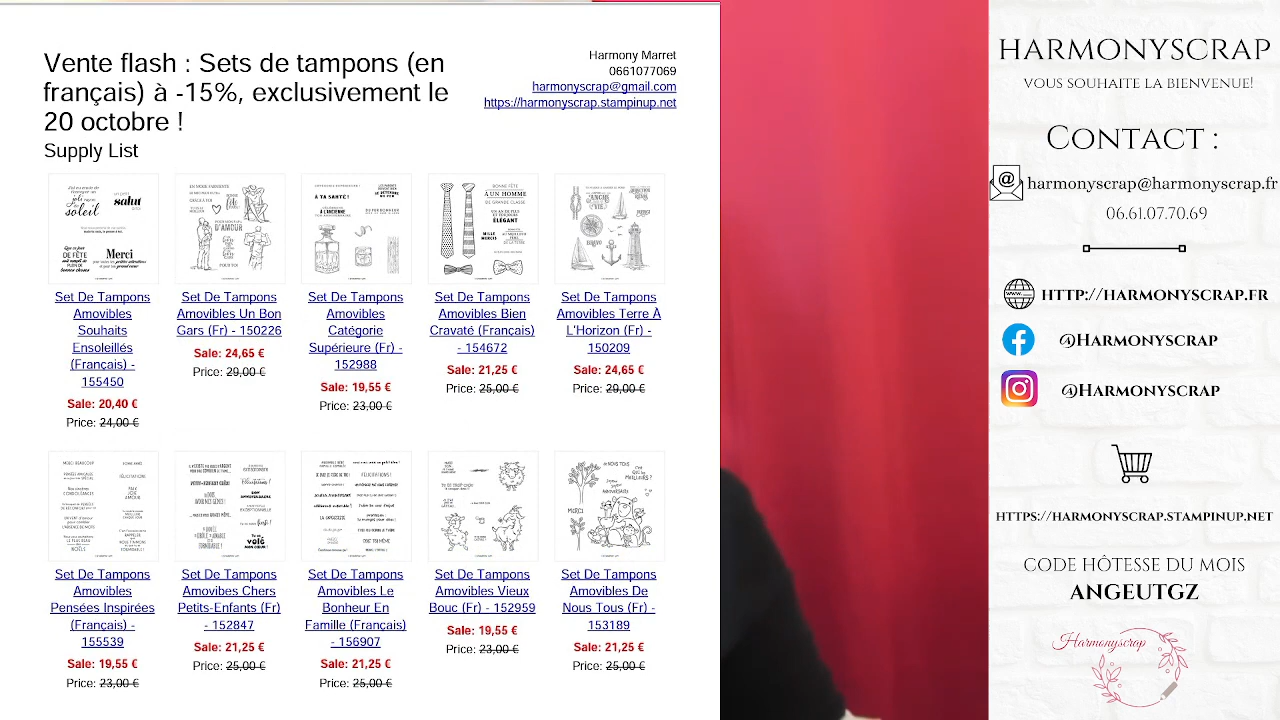 Vente flash : Sets de tampons (en
français) à -15%, exclusivement le
20 octobre !
Supply List
Harmony Marret
0661077069
harmonyscrap@gmail.com
https://harmonyscrap.stampinup.net
Set De Tampons
Amovibles
Souhaits
Ensoleillés
(Français) -
155450
Sale: 20,40 €
Price: 24,00 €
Set De Tampons
Amovibles Un Bon
Gars (Fr) - 150226
Sale: 24,65 €
Price: 29,00 €
Set De Tampons
Amovibles
Catégorie
Supérieure (Fr) -
152988
Sale: 19,55 €
Price: 23,00 €
Set De Tampons
Amovibles Bien
Cravaté (Français)
- 154672
Sale: 21,25 €
Price: 25,00 €
Set De Tampons
Amovibles Terre À
L'Horizon (Fr) -
150209
Sale: 24,65 €
Price: 29,00 €
Set De Tampons
Amovibles
Pensées Inspirées
(Français) -
155539
Sale: 19,55 €
Price: 23,00 €
Set De Tampons
Amovibes Chers
Petits-Enfants (Fr)
- 152847
Sale: 21,25 €
Price: 25,00 €
Set De Tampons
Amovibles Le
Bonheur En
Famille (Français)
- 156907
Sale: 21,25 €
Price: 25,00 €
Set De Tampons
Amovibles Vieux
Bouc (Fr) - 152959
Sale: 19,55 €
Price: 23,00 €
Set De Tampons
Amovibles De
Nous Tous (Fr) -
153189
Sale: 21,25 €
Price: 25,00 €
HARMONYSCRAP
VOUS SOUHAITE LA BIENVENUE!
CONTACT :
harmonyscrap@harmonyscrap.fr
06.61.07.70.69
HTTP://HARMONYSCRAP.FR
@HARMONYSCRAP
@HARMONYSCRAP
HTTPS://HARMONYSCRAP.STAMPINUP.NET
CODE HÔTESSE DU MOIS
ANGEUTGZ
Harmonyscrap